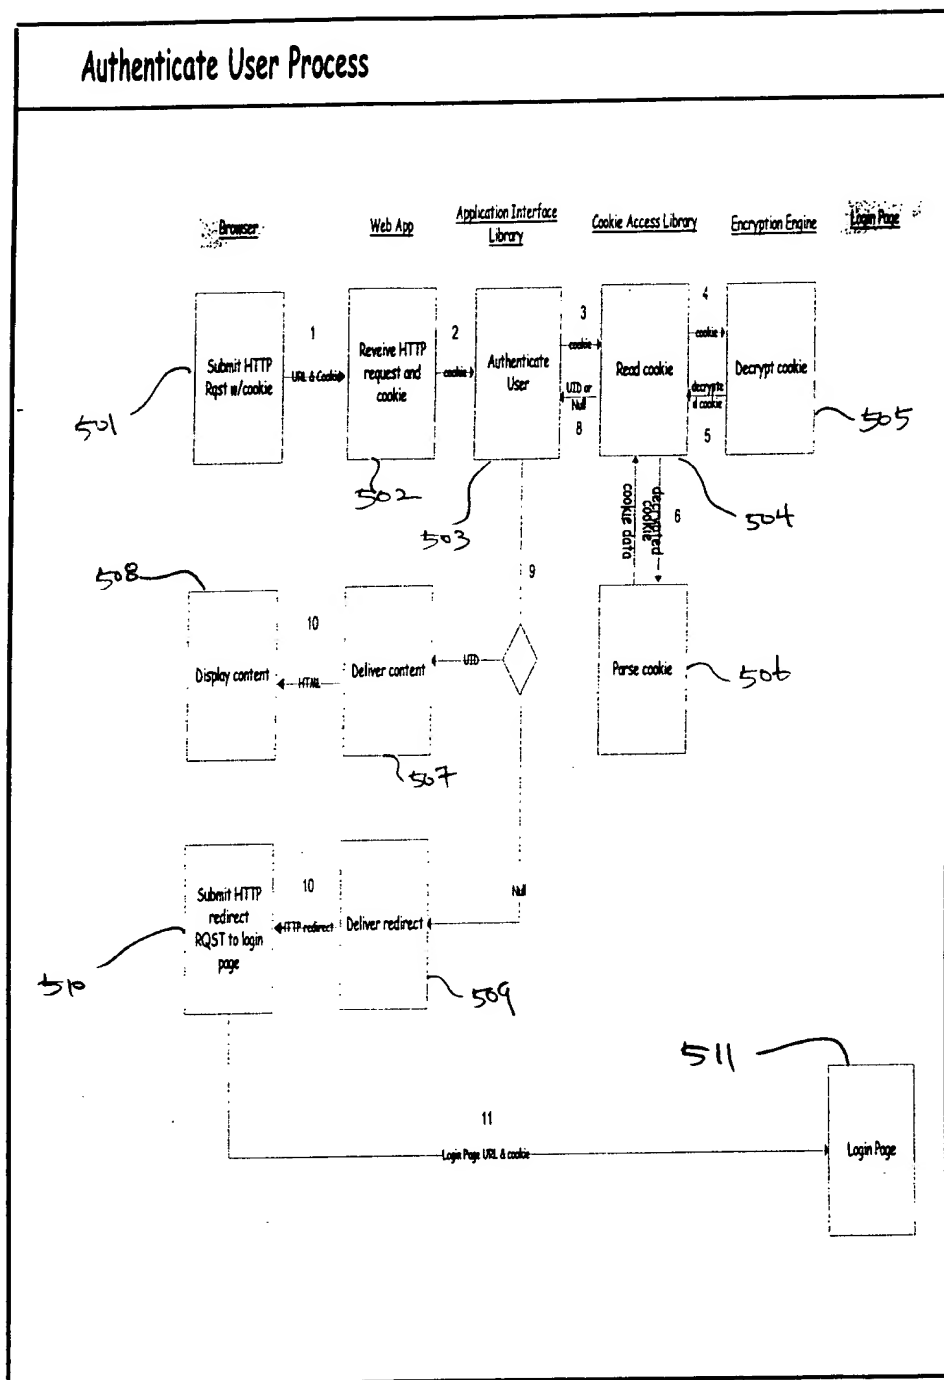 Authenticate User Process
Browser
Web App
Application Interface
Library
Cookie Access Library
Encryption Engine
Login Page
Submit HTTP
Rqst w/cookie
1
URL & Cookie
Reveive HTTP
request and
cookie
2
cookie
Authenticate
User
3
cookie
UID or
Null
8
Read cookie
4
cookie
decrypte
d cookie
5
Decrypt cookie
501
502
503
504
505
cookie data
decrypted
cookie
6
508
Display content
10
HTML
Deliver content
UID
9
Parse cookie
506
507
Submit HTTP
redirect
RQST to login
page
10
HTTP redirect
Deliver redirect
Null
510
509
511
11
Login Page URL & cookie
Login Page